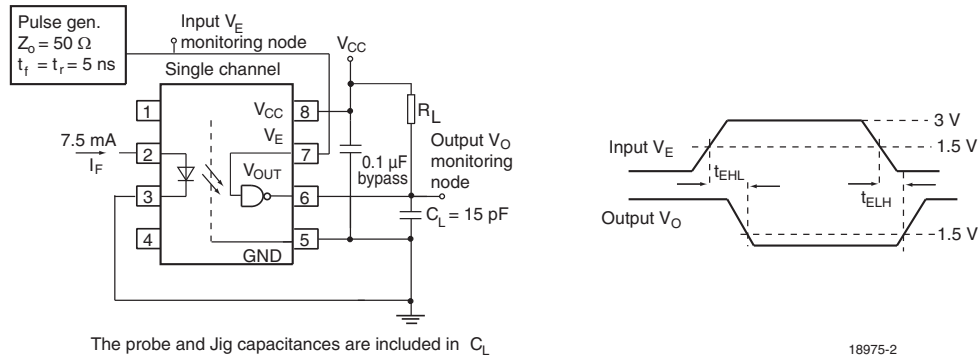 Pulse gen.
Zo = 50 Ω
tf = tr = 5 ns
Input VE
monitoring node
Single channel
VCC
1
2
3
4
VCC
VE
VOUT
GND
8
7
6
5
7.5 mA
IF
RL
0.1 µF
bypass
Output VO
monitoring
node
CL = 15 pF
The probe and Jig capacitances are included in CL
Input VE
3 V
1.5 V
tEHL
tELH
Output VO
1.5 V
18975-2